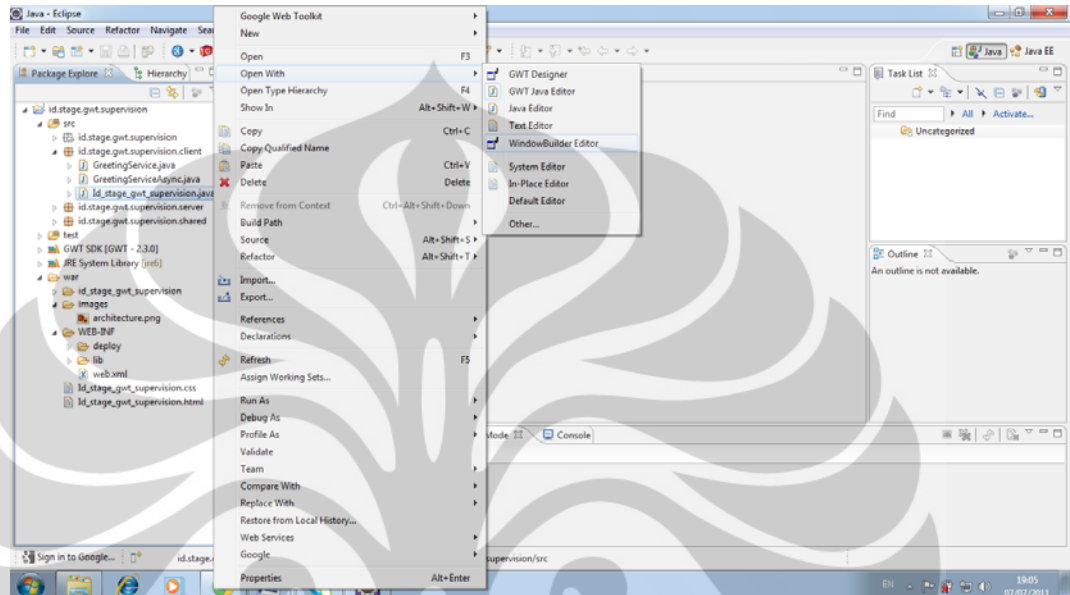 Java - Eclipse
File Edit Source Refactor Navigate Sea
Java Java EE
Package Explore Hierarchy
id.stage.gwt.supervision
src
id.stage.gwt.supervision
id.stage.gwt.supervision.client
GreetingService.java
GreetingServiceAsync.java
Id_stage_gwt_supervision.java
id.stage.gwt.supervision.server
id.stage.gwt.supervision.shared
test
GWT SDK [GWT - 2.3.0]
JRE System Library [jre6]
war
id_stage_gwt_supervision
images
architecture.png
WEB-INF
deploy
lib
web.xml
Id_stage_gwt_supervision.css
Id_stage_gwt_supervision.html
Google Web Toolkit
New
Open F3
Open With
Open Type Hierarchy F4
Show In Alt+Shift+W
Copy Ctrl+C
Copy Qualified Name
Paste Ctrl+V
Delete Delete
Remove from Context Ctrl+Alt+Shift+Down
Build Path
Source Alt+Shift+S
Refactor Alt+Shift+T
Import...
Export...
References
Declarations
Refresh F5
Assign Working Sets...
Run As
Debug As
Profile As
Validate
Team
Compare With
Replace With
Restore from Local History...
Web Services
Google
Properties Alt+Enter
GWT Designer
GWT Java Editor
Java Editor
Text Editor
WindowBuilder Editor
System Editor
In-Place Editor
Default Editor
Other...
Task List
Find All Activate...
Uncategorized
Outline
An outline is not available.
Mode Console
Sign in to Google... id.stage. supervision/src
EN 19:05
07/07/2011